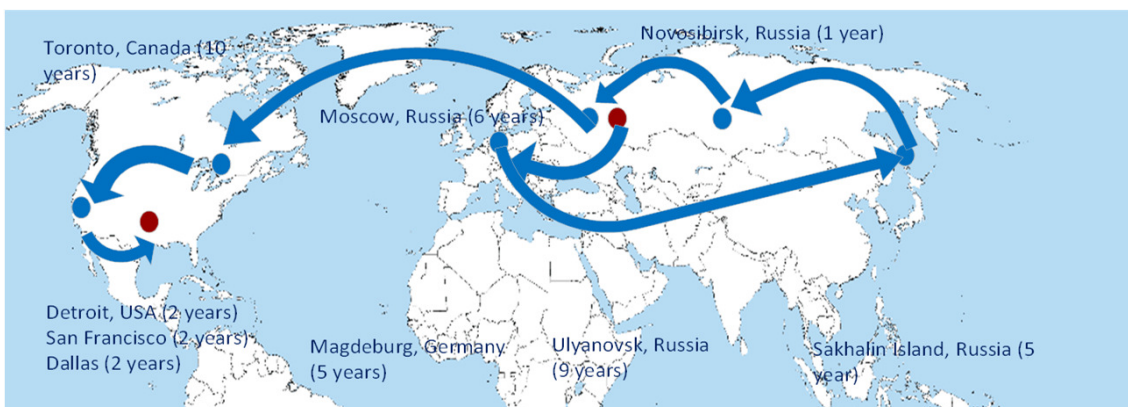 Toronto, Canada (10
years)
Novosibirsk, Russia (1 year)
Moscow, Russia (6 years)
Detroit, USA (2 years)
San Francisco (2 years)
Dallas (2 years)
Magdeburg, Germany
(5 years)
Ulyanovsk, Russia
(9 years)
Sakhalin Island, Russia (5
year)